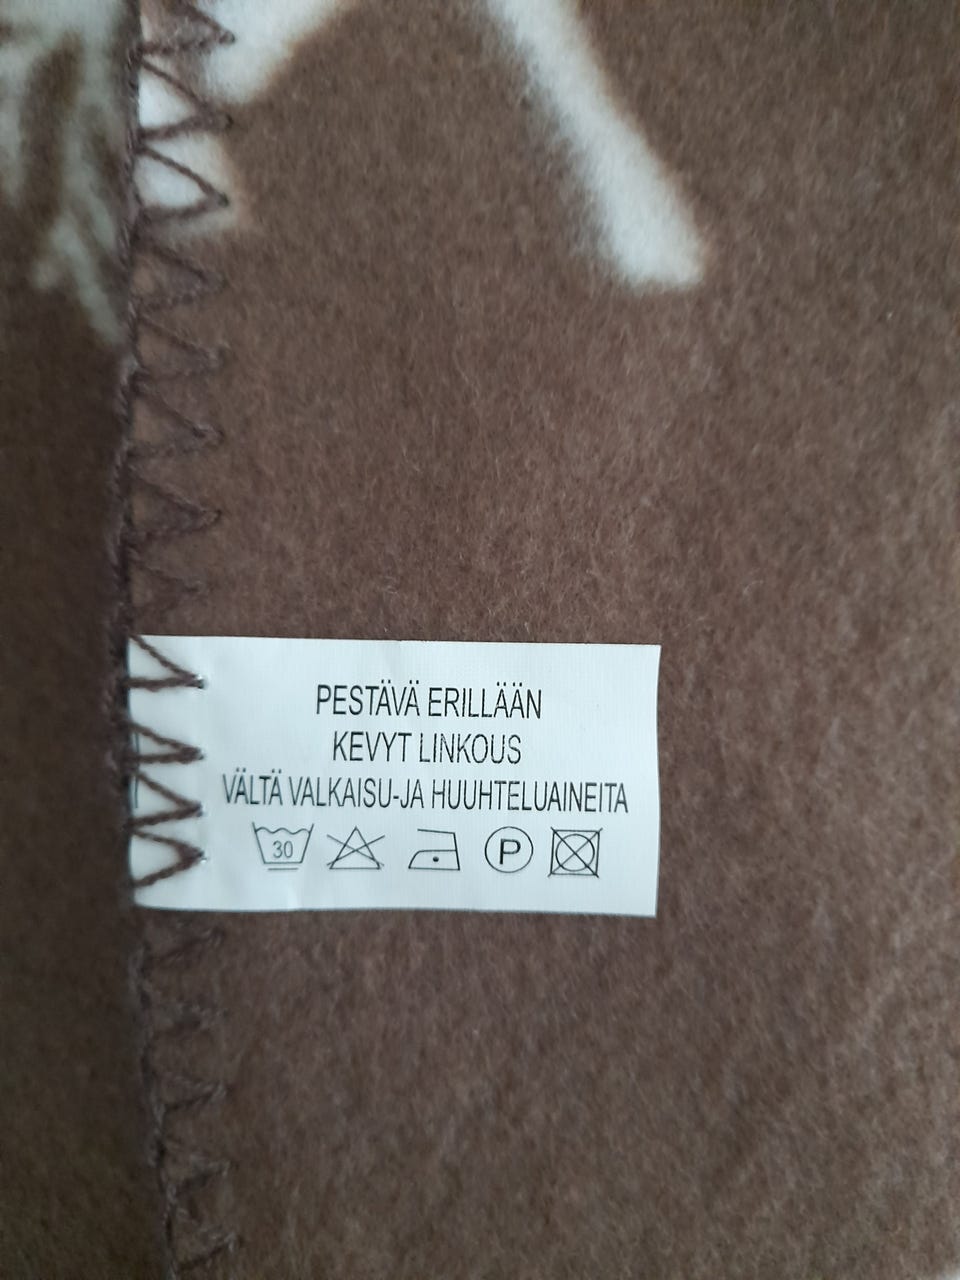 PESTÄVÄ ERILLÄÄN
KEVYT LINKOUS
VÄLTÄ VALKAISU-JA HUUHTELUAINEITA
30 P